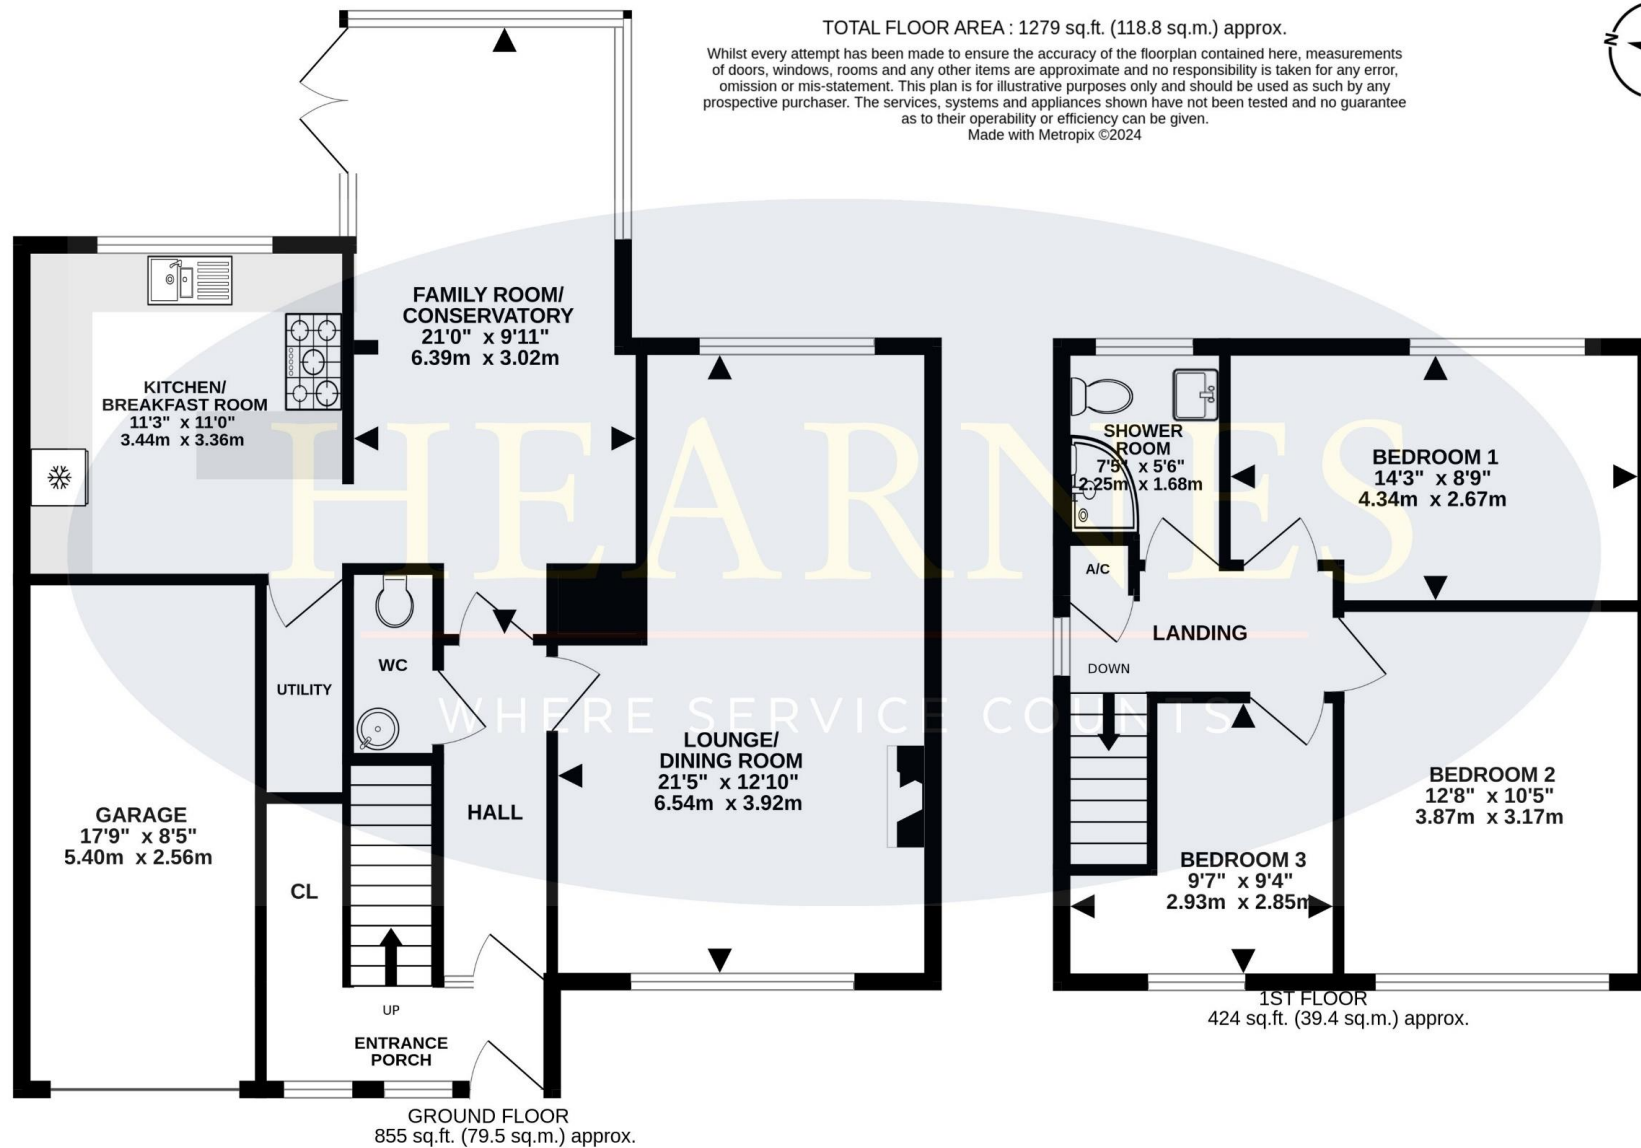 TOTAL FLOOR AREA : 1279 sq.ft. (118.8 sq.m.) approx.
Whilst every attempt has been made to ensure the accuracy of the floorplan contained here, measurements
of doors, windows, rooms and any other items are approximate and no responsibility is taken for any error,
omission or mis-statement. This plan is for illustrative purposes only and should be used as such by any
prospective purchaser. The services, systems and appliances shown have not been tested and no guarantee
as to their operability or efficiency can be given.
Made with Metropix ©2024
N
FAMILY ROOM/
CONSERVATORY
21'0" x 9'11"
6.39m x 3.02m
KITCHEN/
BREAKFAST ROOM
11'3" x 11'0"
3.44m x 3.36m
UTILITY
WC
HALL
LOUNGE/
DINING ROOM
21'5" x 12'10"
6.54m x 3.92m
GARAGE
17'9" x 8'5"
5.40m x 2.56m
CL
UP
ENTRANCE
PORCH
GROUND FLOOR
855 sq.ft. (79.5 sq.m.) approx.
SHOWER
ROOM
7'5" x 5'6"
2.25m x 1.68m
A/C
LANDING
DOWN
BEDROOM 1
14'3" x 8'9"
4.34m x 2.67m
BEDROOM 2
12'8" x 10'5"
3.87m x 3.17m
BEDROOM 3
9'7" x 9'4"
2.93m x 2.85m
1ST FLOOR
424 sq.ft. (39.4 sq.m.) approx.
HEARNES
WHERE SERVICE COUNTS